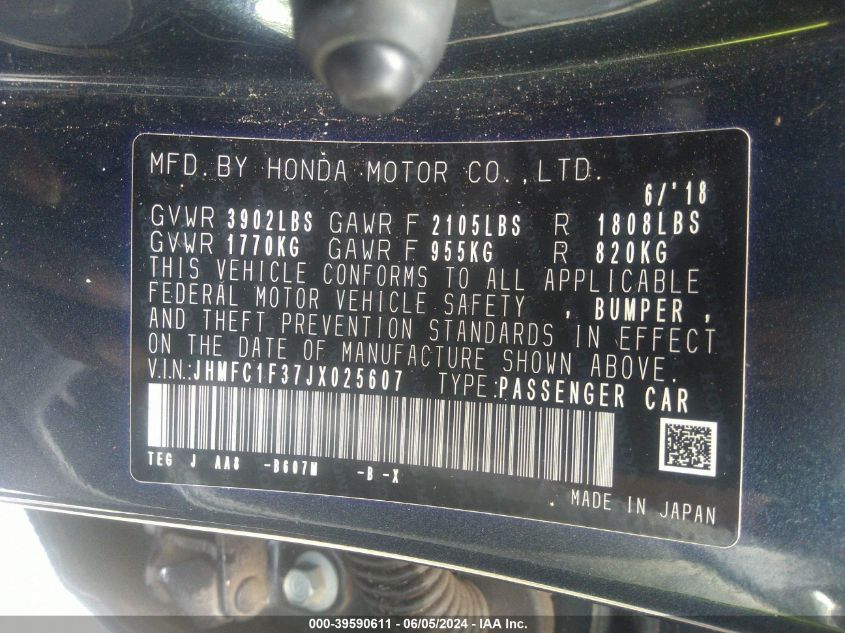 MFD. BY HONDA MOTOR CO., LTD.
6/'18
GVWR 3902LBS GAWR F 2105LBS R 1808LBS
GVWR 1770KG GAWR F 955KG R 820KG
THIS VEHICLE CONFORMS TO ALL APPLICABLE
FEDERAL MOTOR VEHICLE SAFETY , BUMPER ,
AND THEFT PREVENTION STANDARDS IN EFFECT
ON THE DATE OF MANUFACTURE SHOWN ABOVE.
V.I.N.:JHMFC1F37JX025607 TYPE:PASSENGER CAR
TEG J AA8 -B607M -B -X
MADE IN JAPAN
000-39590611 - 06/05/2024 - IAA Inc.